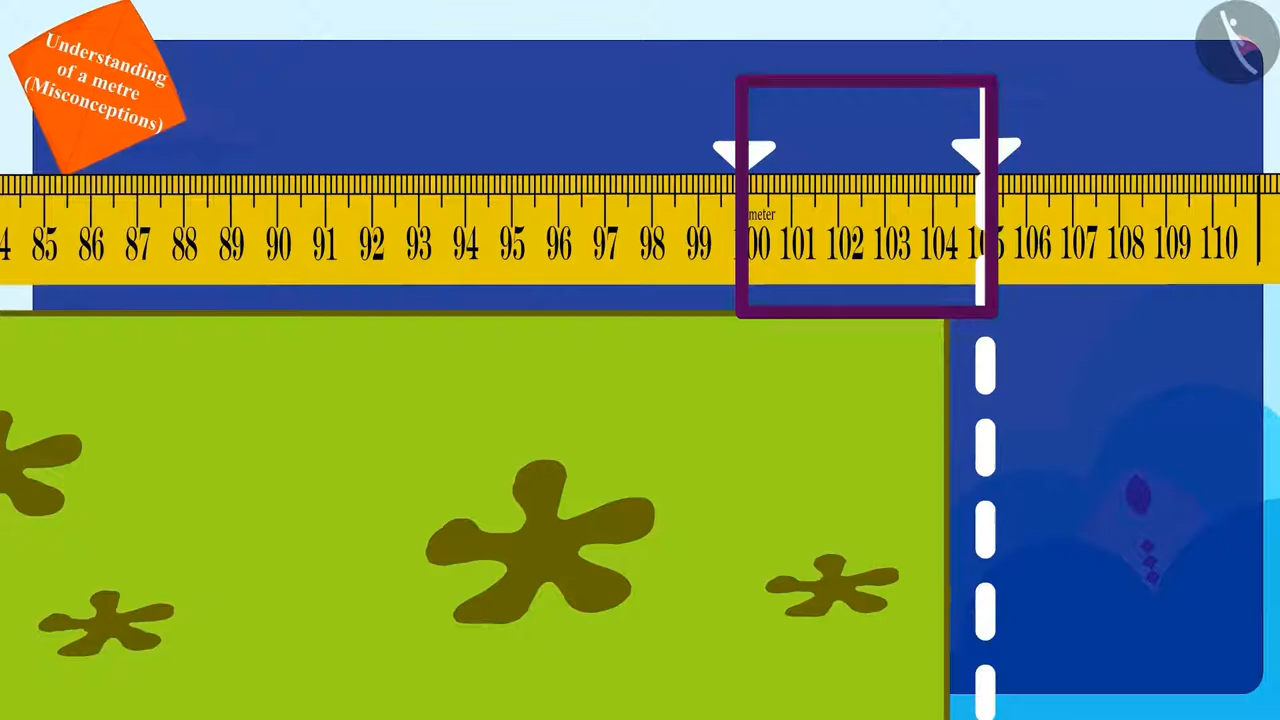 Understanding
of a metre
(Misconceptions)
meter
85 86 87 88 89 90 91 92 93 94 95 96 97 98 99 100 101 102 103 104 105 106 107 108 109 110